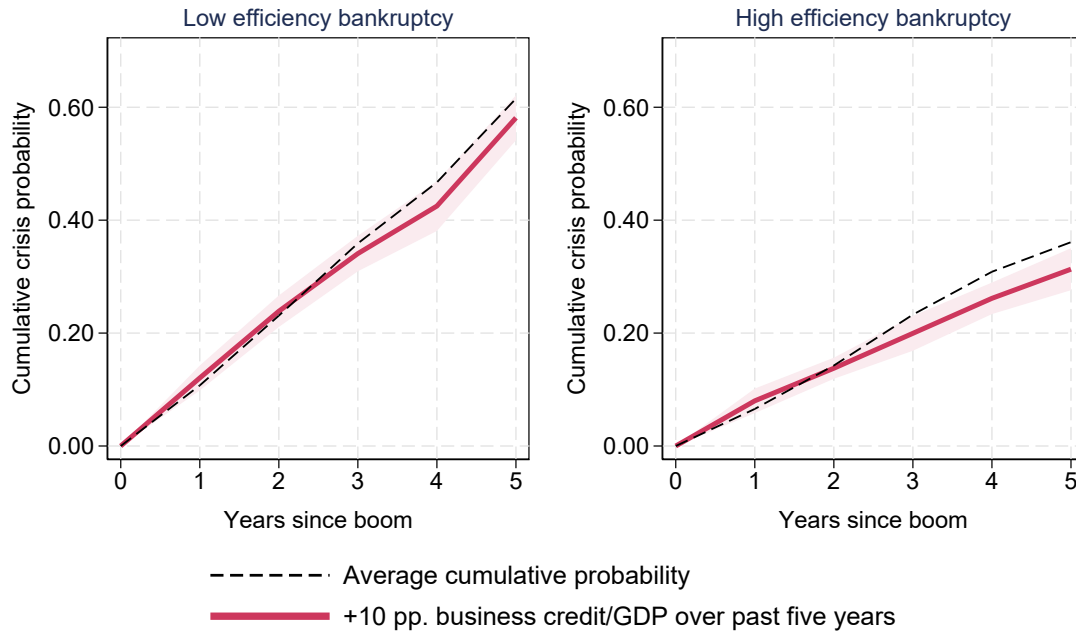 Low efficiency bankruptcy
Cumulative crisis probability
0.60
0.40
0.20
0.00
0 1 2 3 4 5
Years since boom
High efficiency bankruptcy
Cumulative crisis probability
0.60
0.40
0.20
0.00
0 1 2 3 4 5
Years since boom
Average cumulative probability
+10 pp. business credit/GDP over past five years